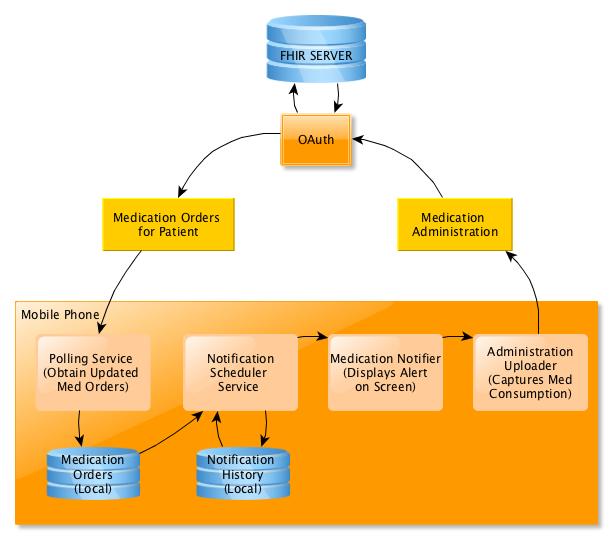 FHIR SERVER
OAuth
Medication Orders
for Patient
Medication
Administration
Mobile Phone
Polling Service
(Obtain Updated
Med Orders)
Notification
Scheduler
Service
Medication Notifier
(Displays Alert
on Screen)
Administration
Uploader
(Captures Med
Consumption)
Medication
Orders
(Local)
Notification
History
(Local)